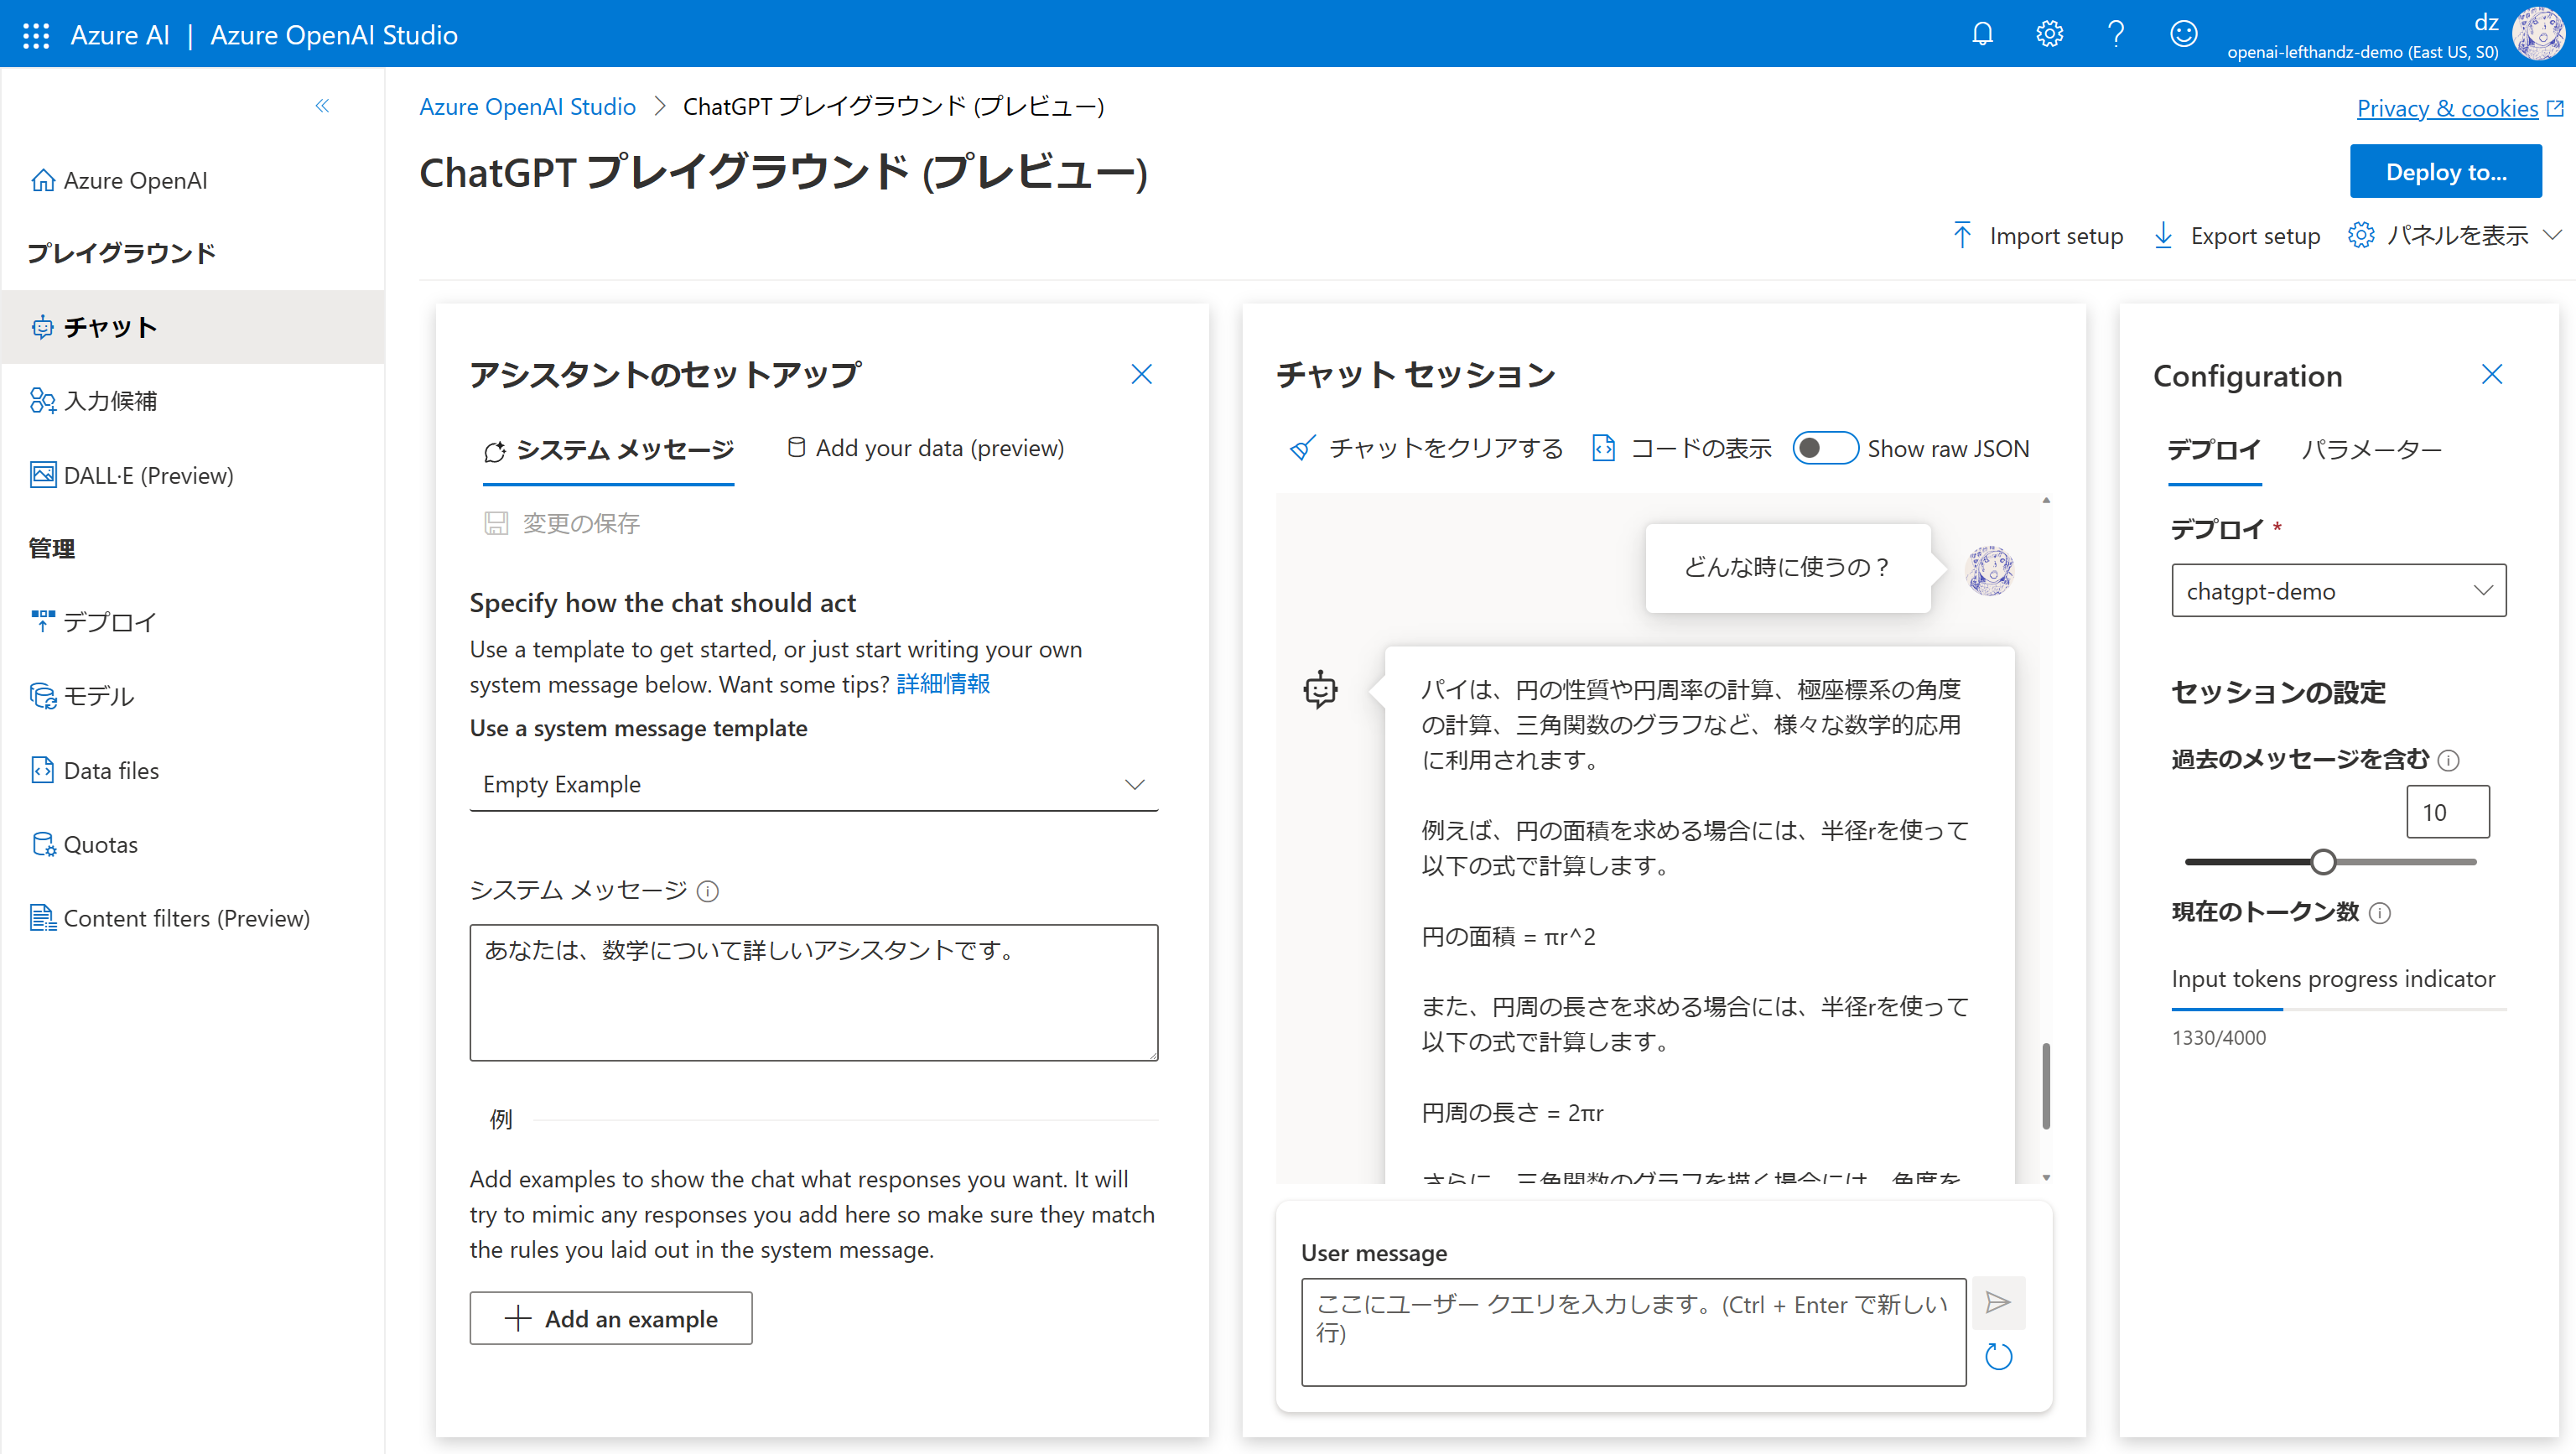 Azure AI | Azure OpenAI Studio
dz
openai-lefthandz-demo (East US, S0)
Azure OpenAI
プレイグラウンド
チャット
入力候補
DALL·E (Preview)
管理
デプロイ
モデル
Data files
Quotas
Content filters (Preview)
Azure OpenAI Studio > ChatGPT プレイグラウンド (プレビュー)
Privacy & cookies
ChatGPT プレイグラウンド (プレビュー)
Deploy to...
Import setup
Export setup
パネルを表示
アシスタントのセットアップ
システム メッセージ
Add your data (preview)
変更の保存
Specify how the chat should act
Use a template to get started, or just start writing your own
system message below. Want some tips? 詳細情報
Use a system message template
Empty Example
システム メッセージ
あなたは、数学について詳しいアシスタントです。
例
Add examples to show the chat what responses you want. It will
try to mimic any responses you add here so make sure they match
the rules you laid out in the system message.
Add an example
チャット セッション
チャットをクリアする
コードの表示
Show raw JSON
どんな時に使うの？
パイは、円の性質や円周率の計算、極座標系の角度
の計算、三角関数のグラフなど、様々な数学的応用
に利用されます。
例えば、円の面積を求める場合には、半径rを使って
以下の式で計算します。
円の面積 = πr^2
また、円周の長さを求める場合には、半径rを使って
以下の式で計算します。
円周の長さ = 2πr
さらに、三角関数のグラフを描く場合には、角度を
User message
ここにユーザー クエリを入力します。(Ctrl + Enter で新しい
行)
Configuration
デプロイ
パラメーター
デプロイ *
chatgpt-demo
セッションの設定
過去のメッセージを含む
10
現在のトークン数
Input tokens progress indicator
1330/4000